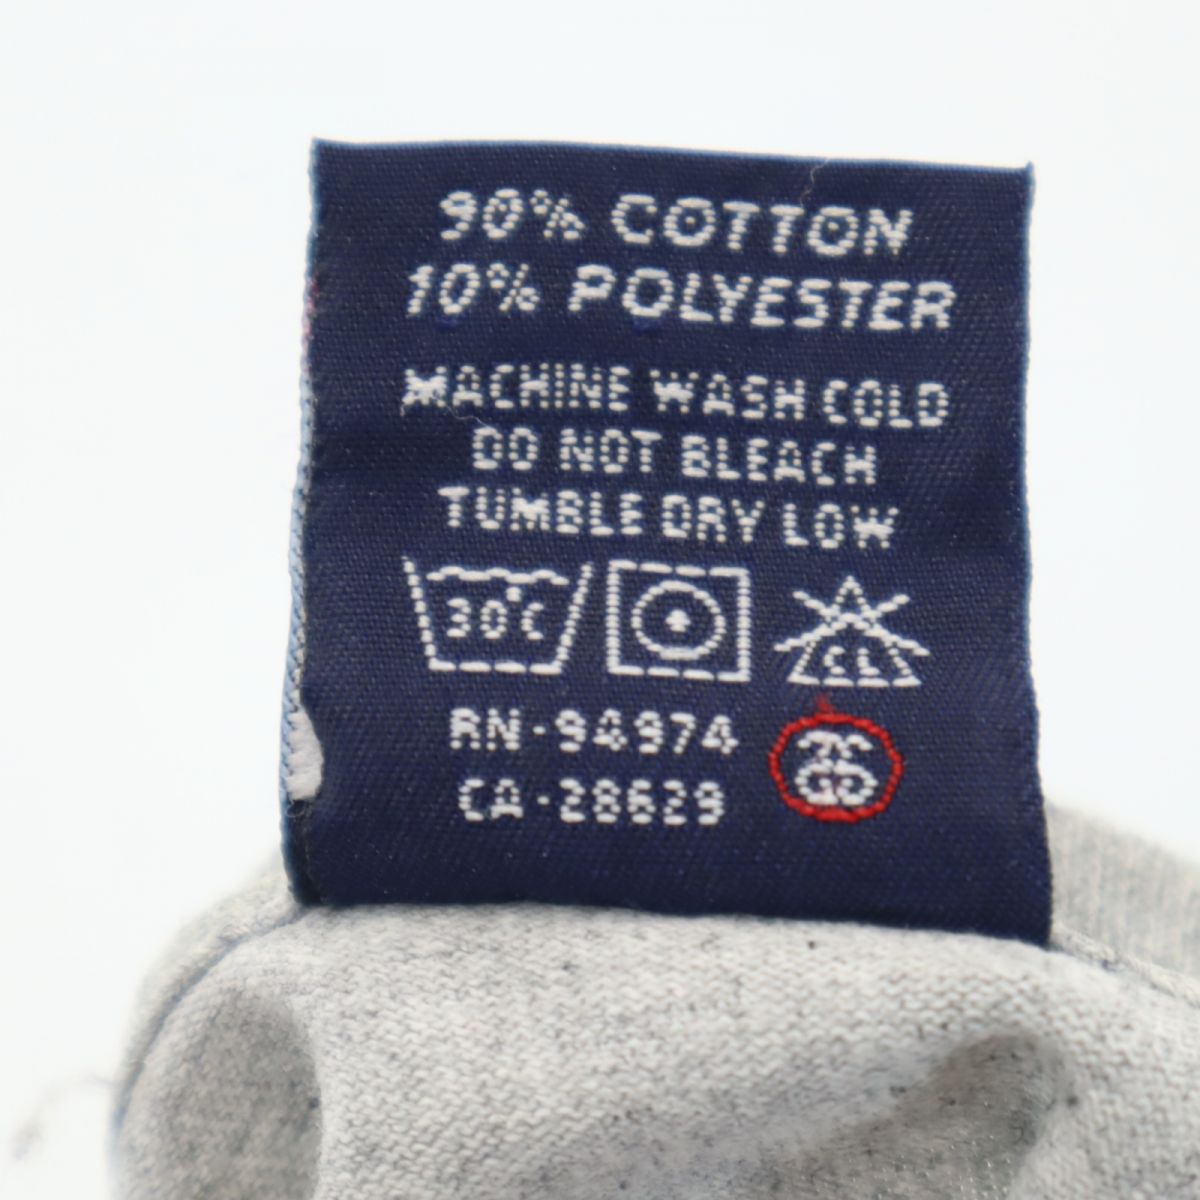 90% COTTON
10% POLYESTER
MACHINE WASH COLD
DO NOT BLEACH
TUMBLE DRY LOW
30°C
CL
RN-94974
CA-28629